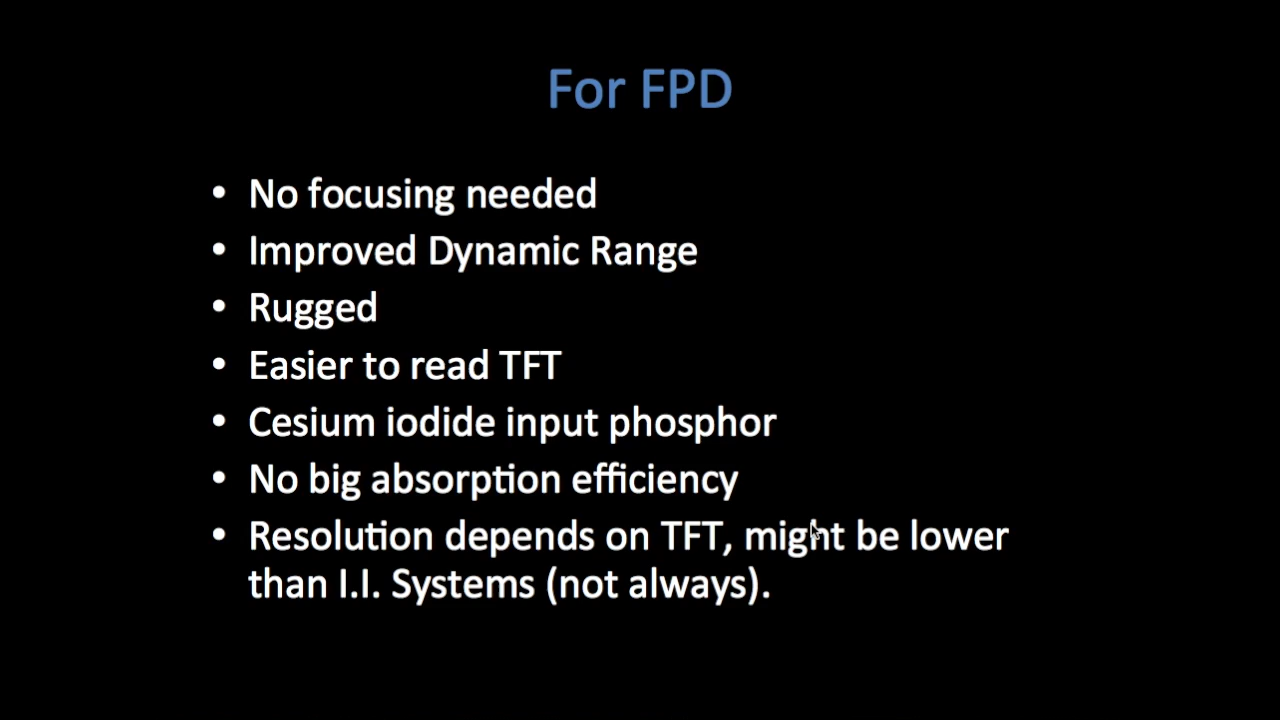 For FPD
• No focusing needed
• Improved Dynamic Range
• Rugged
• Easier to read TFT
• Cesium iodide input phosphor
• No big absorption efficiency
• Resolution depends on TFT, might be lower
than I.I. Systems (not always).